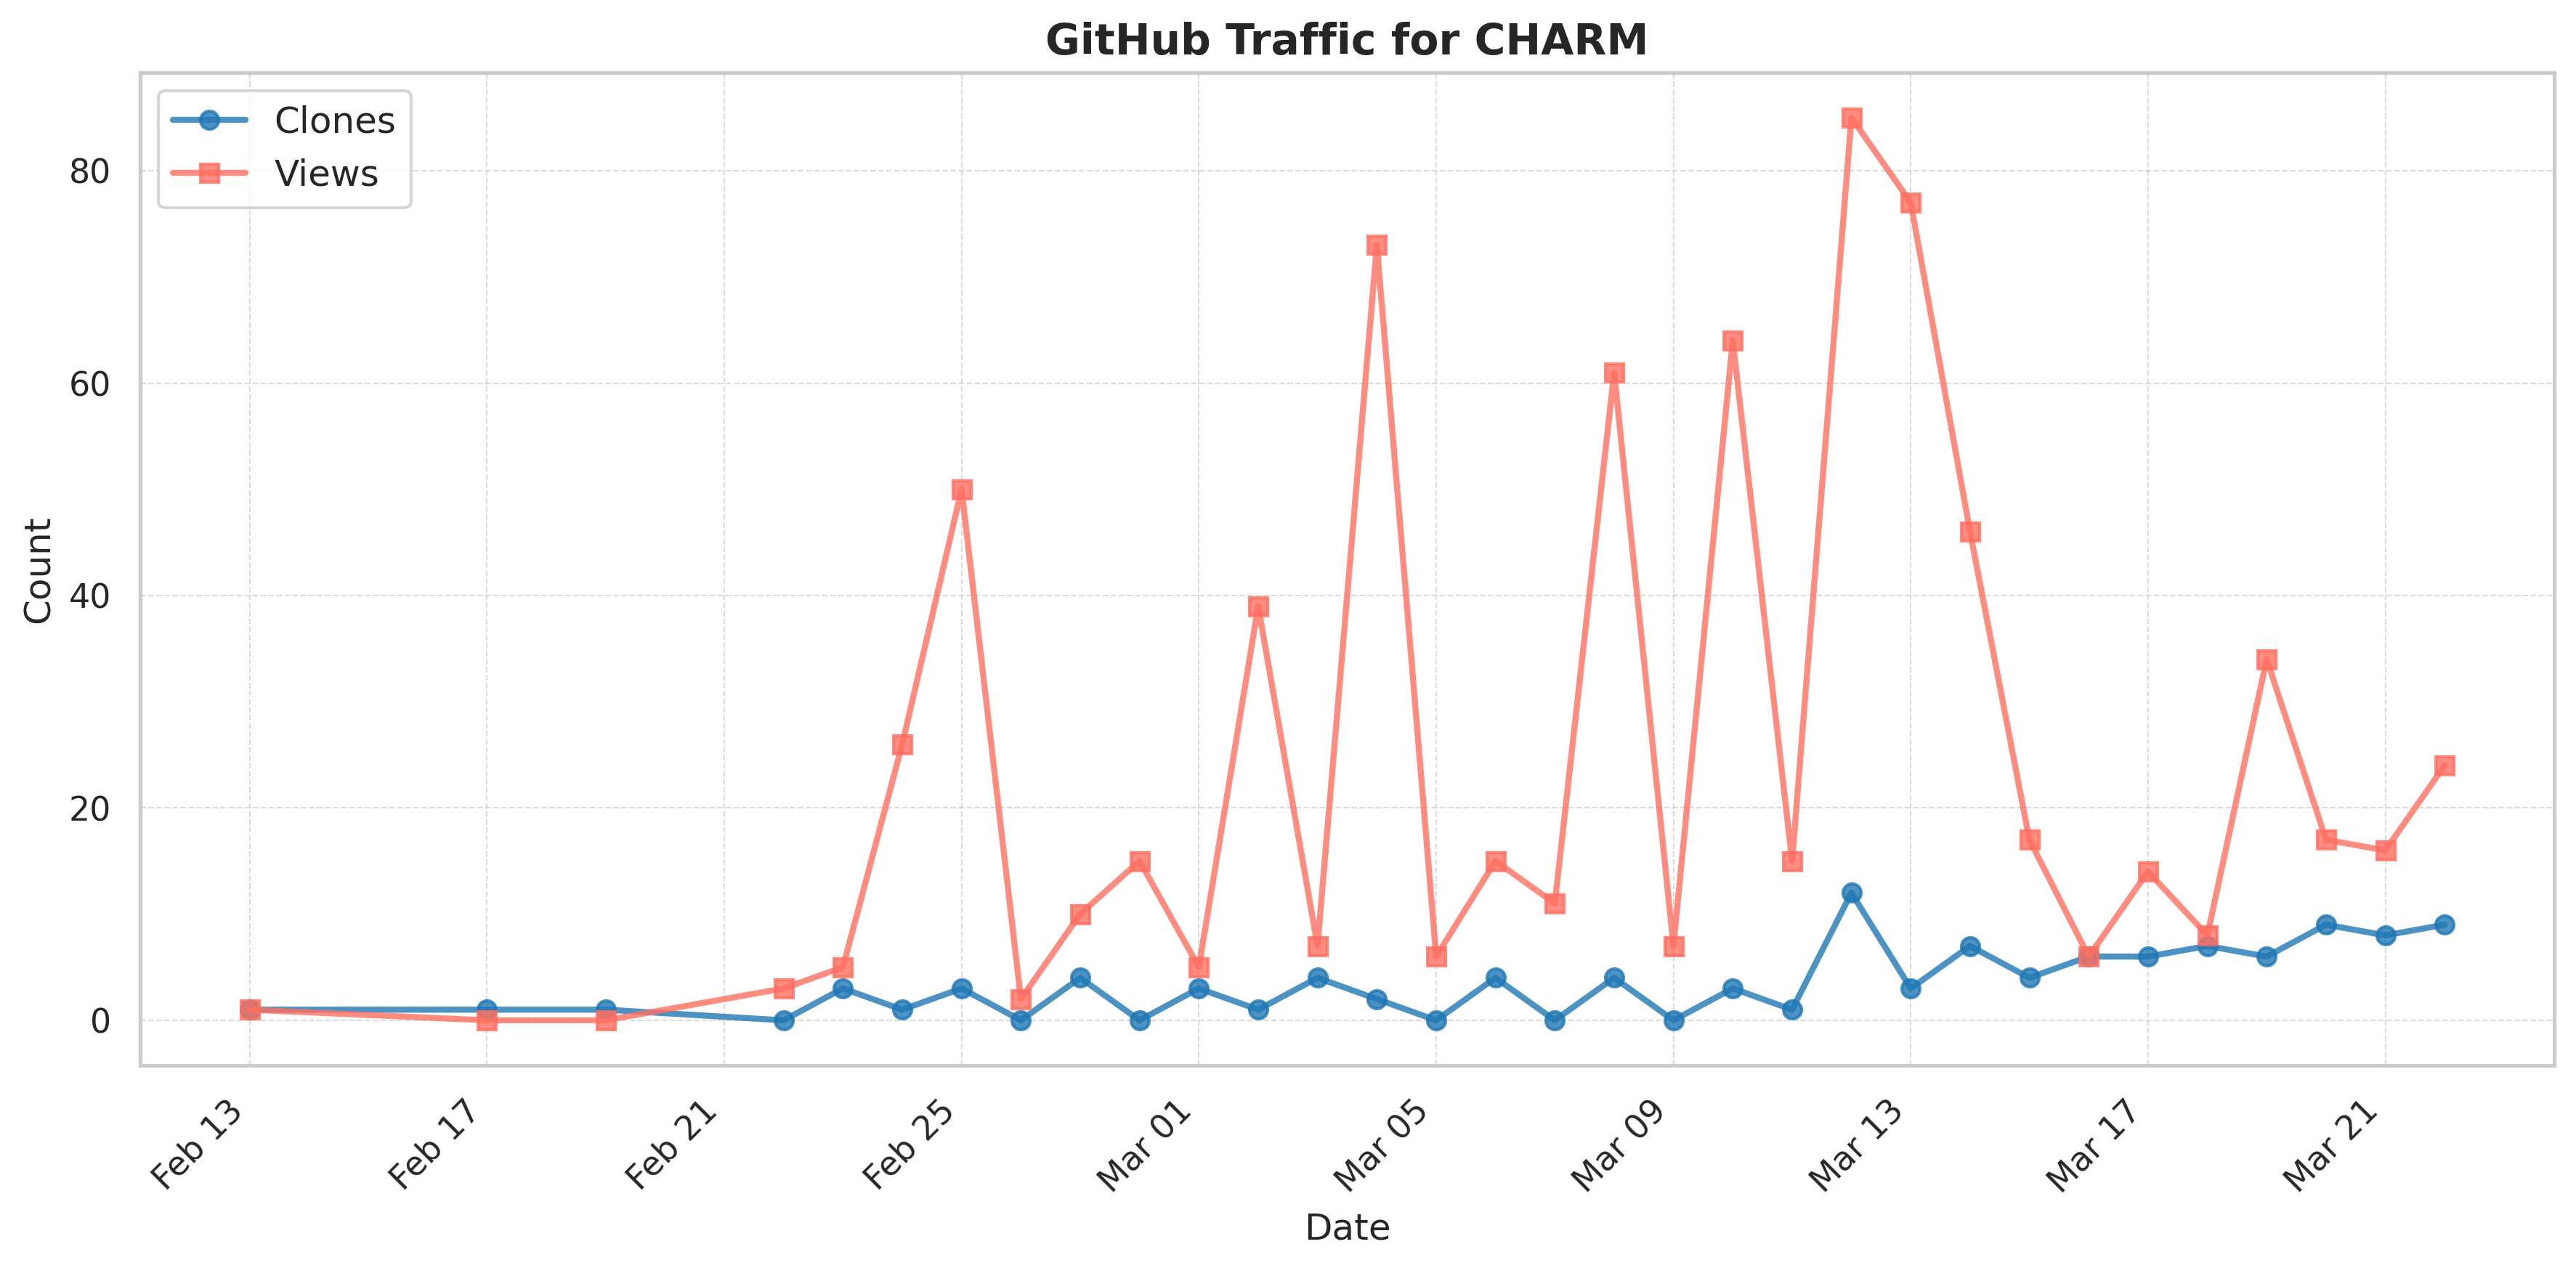 GitHub Traffic for CHARM
Clones
Views
80
60
40
20
0
Count
Feb 13
Feb 17
Feb 21
Feb 25
Mar 01
Mar 05
Mar 09
Mar 13
Mar 17
Mar 21
Date